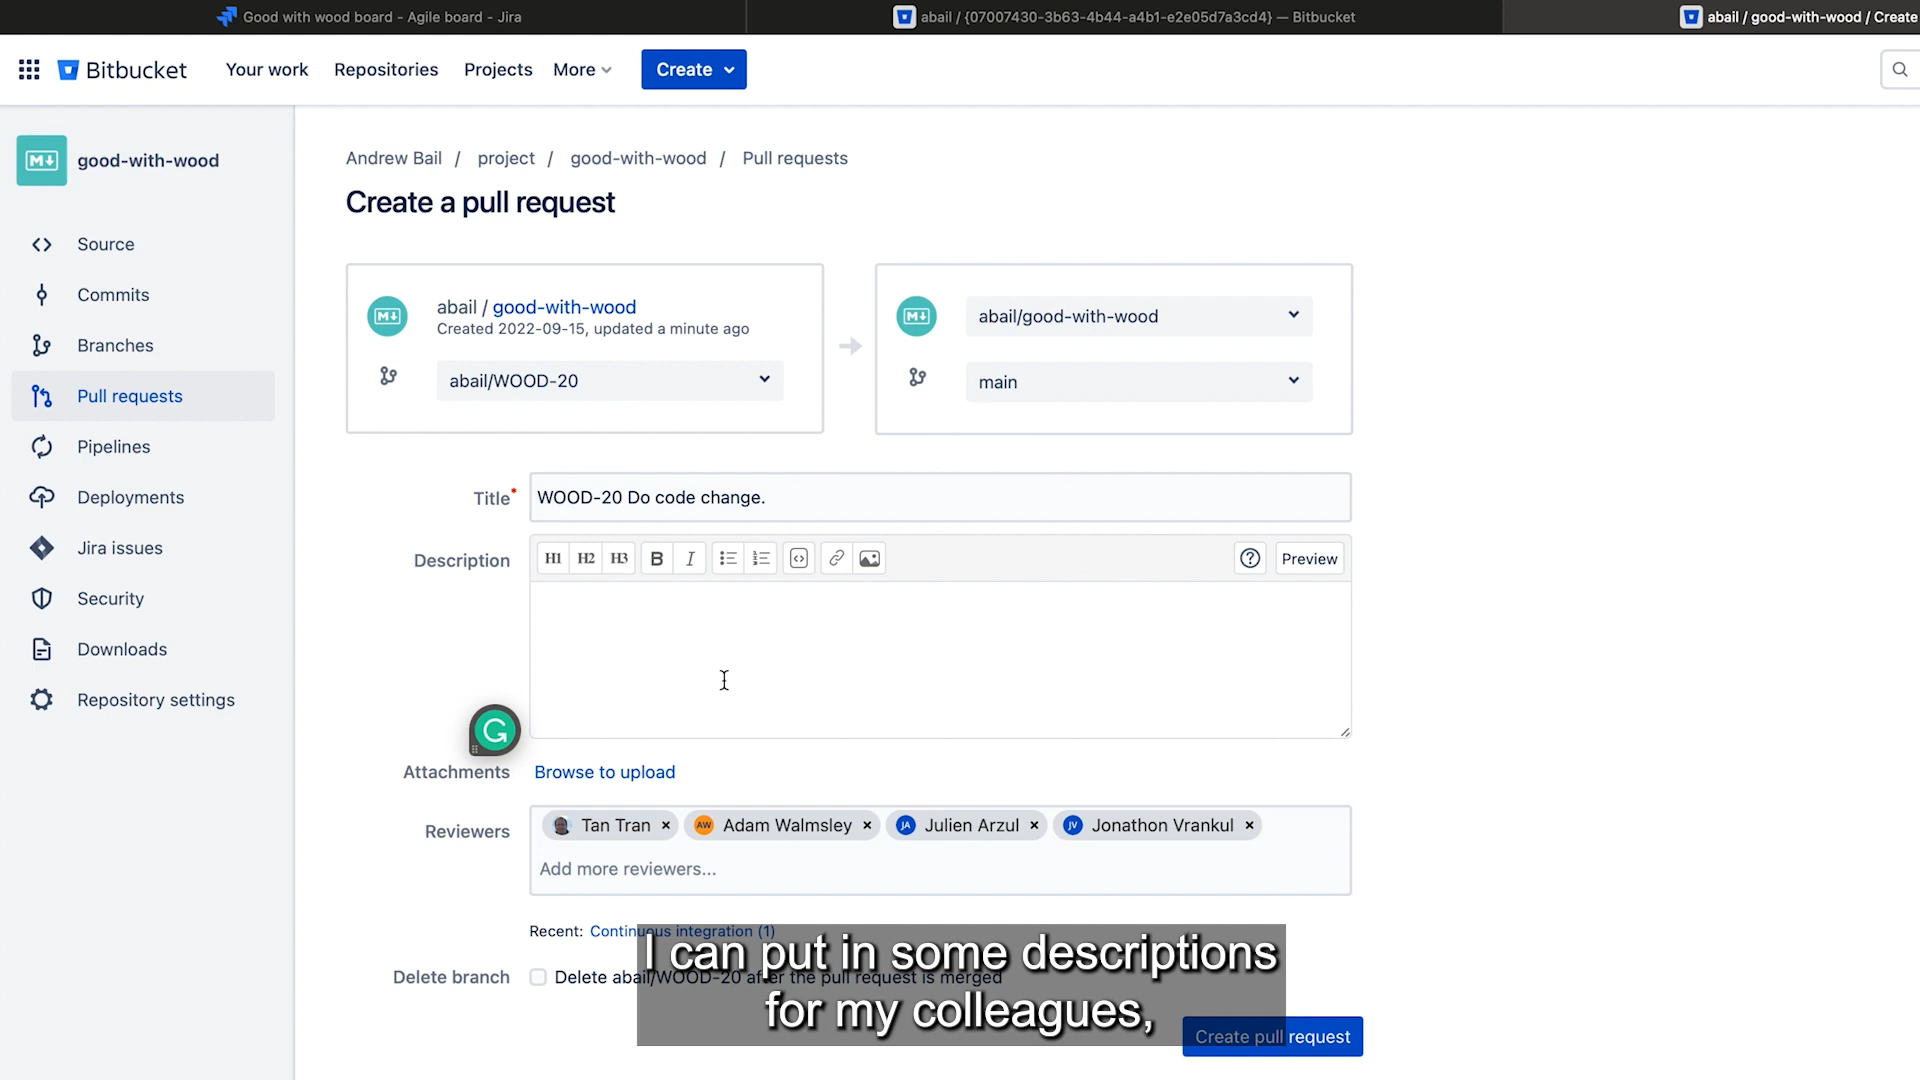 Good with wood board - Agile board - Jira
abail / {07007430-3b63-4b44-a4b1-e2e05d7a3cd4} — Bitbucket
abail / good-with-wood / Create
Bitbucket
Your work
Repositories
Projects
More
Create
good-with-wood
Source
Commits
Branches
Pull requests
Pipelines
Deployments
Jira issues
Security
Downloads
Repository settings
Andrew Bail / project / good-with-wood / Pull requests
Create a pull request
abail / good-with-wood
Created 2022-09-15, updated a minute ago
abail/WOOD-20
abail/good-with-wood
main
Title*
WOOD-20 Do code change.
Description
H1 H2 H3 B I
Preview
Attachments
Browse to upload
Reviewers
Tan Tran ×
AW Adam Walmsley ×
JA Julien Arzul ×
JV Jonathon Vrankul ×
Add more reviewers...
Recent: Continuous integration (1)
Delete branch
Delete abail/WOOD-20 after the pull request is merged
I can put in some descriptions
for my colleagues,
Create pull request